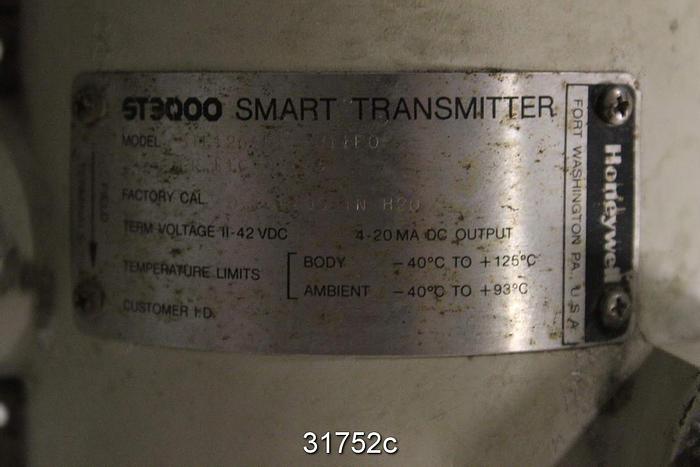 ST3000 SMART TRANSMITTER
MODEL
FACTORY CAL. IN H2O
TERM VOLTAGE 11-42 VDC 4-20 MA DC OUTPUT
TEMPERATURE LIMITS
BODY -40°C TO +125°C
AMBIENT -40°C TO +93°C
CUSTOMER I.D.
FIELD
FORT WASHINGTON PA. U S A
Honeywell
31752c